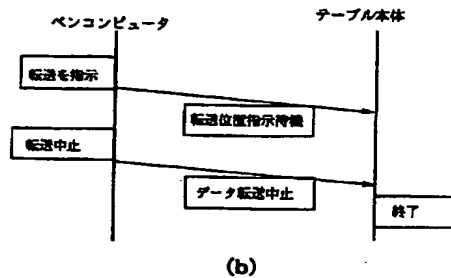 ペンコンピュータ
テーブル本体
転送を指示
転送位置指示待機
転送中止
データ転送中止
終了
(b)